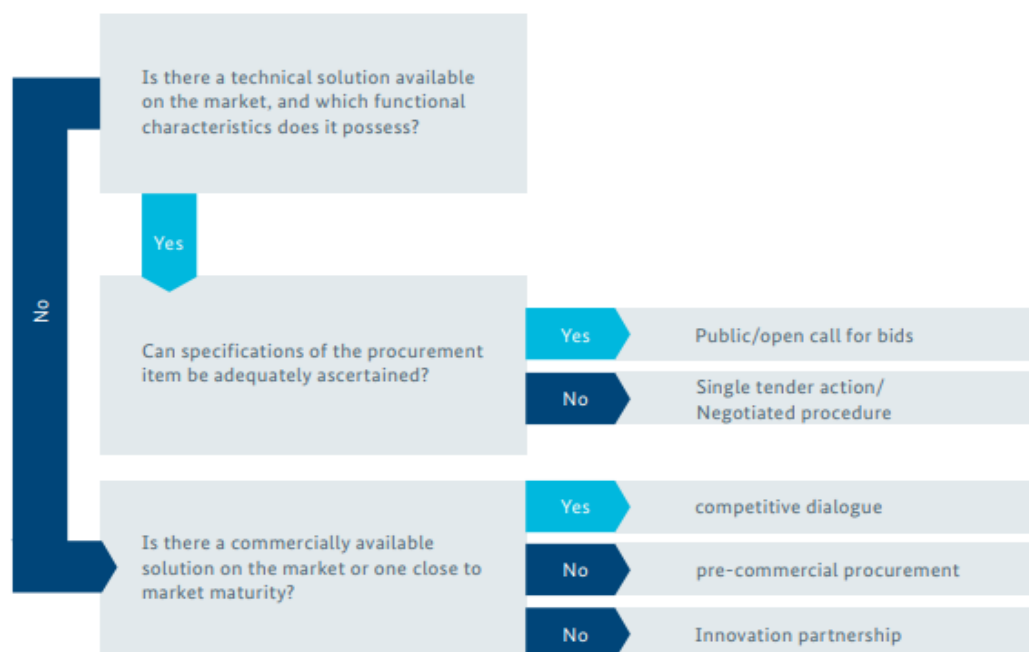 Is there a technical solution available
on the market, and which functional
characteristics does it possess?
Yes
No
Can specifications of the procurement
item be adequately ascertained?
Yes
Public/open call for bids
No
Single tender action/
Negotiated procedure
Is there a commercially available
solution on the market or one close to
market maturity?
Yes
competitive dialogue
No
pre-commercial procurement
No
Innovation partnership